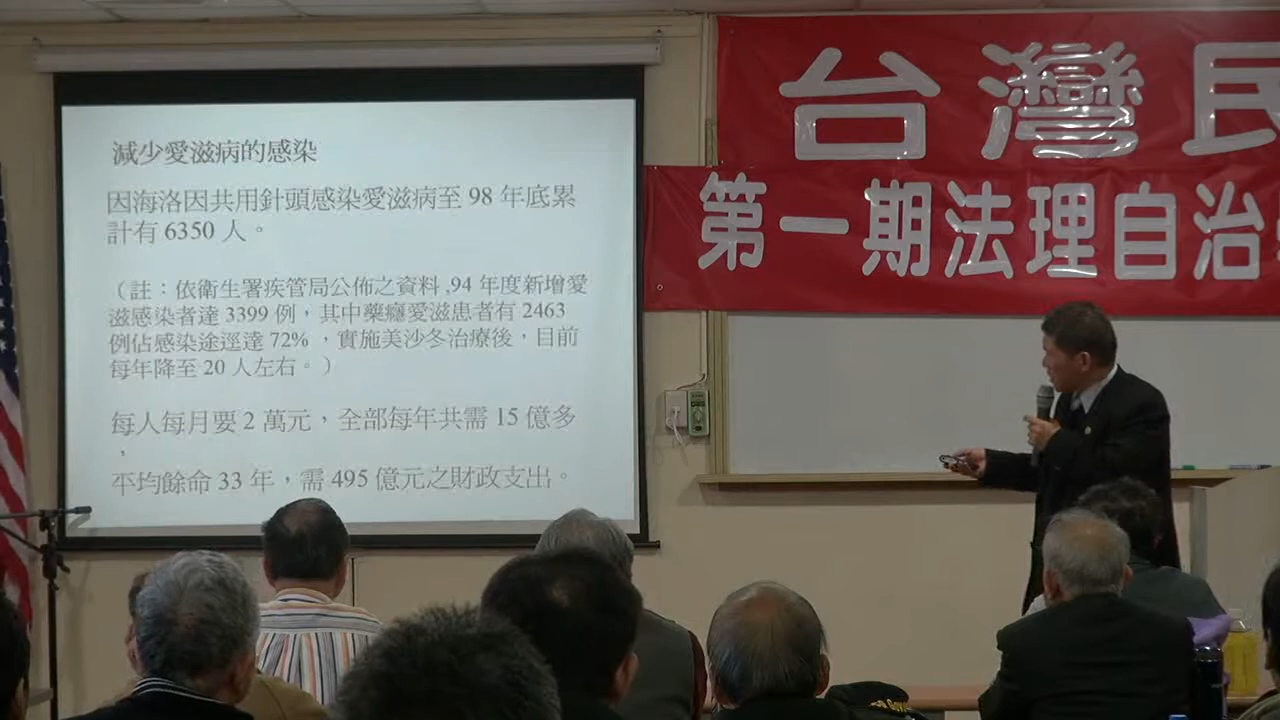 減少愛滋病的感染
因海洛因共用針頭感染愛滋病至 98 年底累
計有 6350 人。
（註：依衛生署疾管局公佈之資料 ,94 年度新增愛
滋感染者達 3399 例，其中藥癮愛滋患者有 2463
例佔感染途逕達 72% ，實施美沙冬治療後，目前
每年降至 20 人左右。）
每人每月要 2 萬元，全部每年共需 15 億多
，
平均餘命 33 年，需 495 億元之財政支出。
台灣民
第一期法理自治